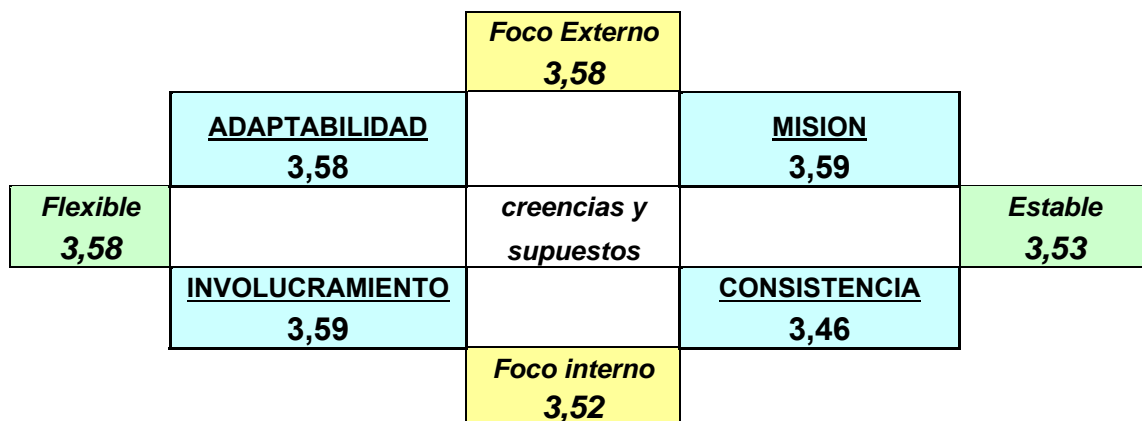 Foco Externo
3,58
ADAPTABILIDAD
3,58
MISION
3,59
Flexible
3,58
creencias y
supuestos
Estable
3,53
INVOLUCRAMIENTO
3,59
CONSISTENCIA
3,46
Foco interno
3,52